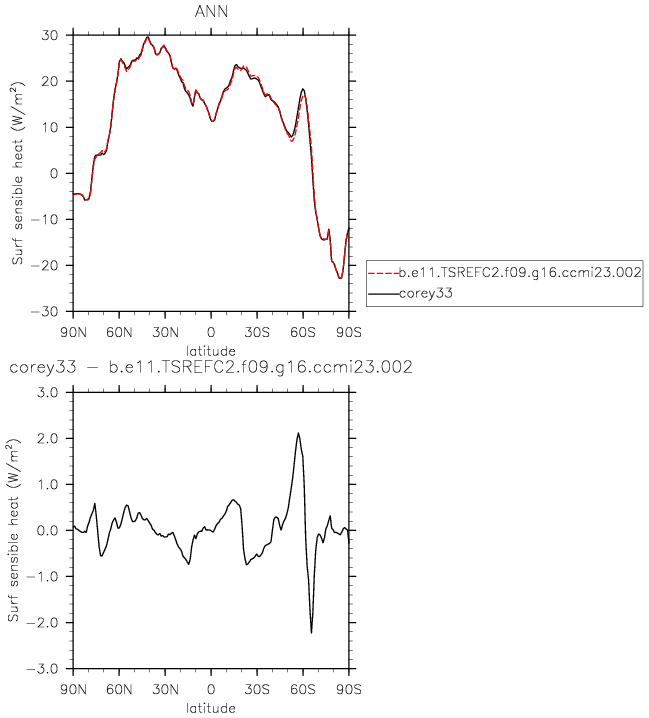 ANN
Surf sensible heat (W/m²)
30
20
10
0
−10
−20
−30
90N 60N 30N 0 30S 60S 90S
latitude
b.e11.TSREFC2.f09.g16.ccmi23.002
corey33
corey33 − b.e11.TSREFC2.f09.g16.ccmi23.002
Surf sensible heat (W/m²)
3.0
2.0
1.0
0.0
−1.0
−2.0
−3.0
90N 60N 30N 0 30S 60S 90S
latitude